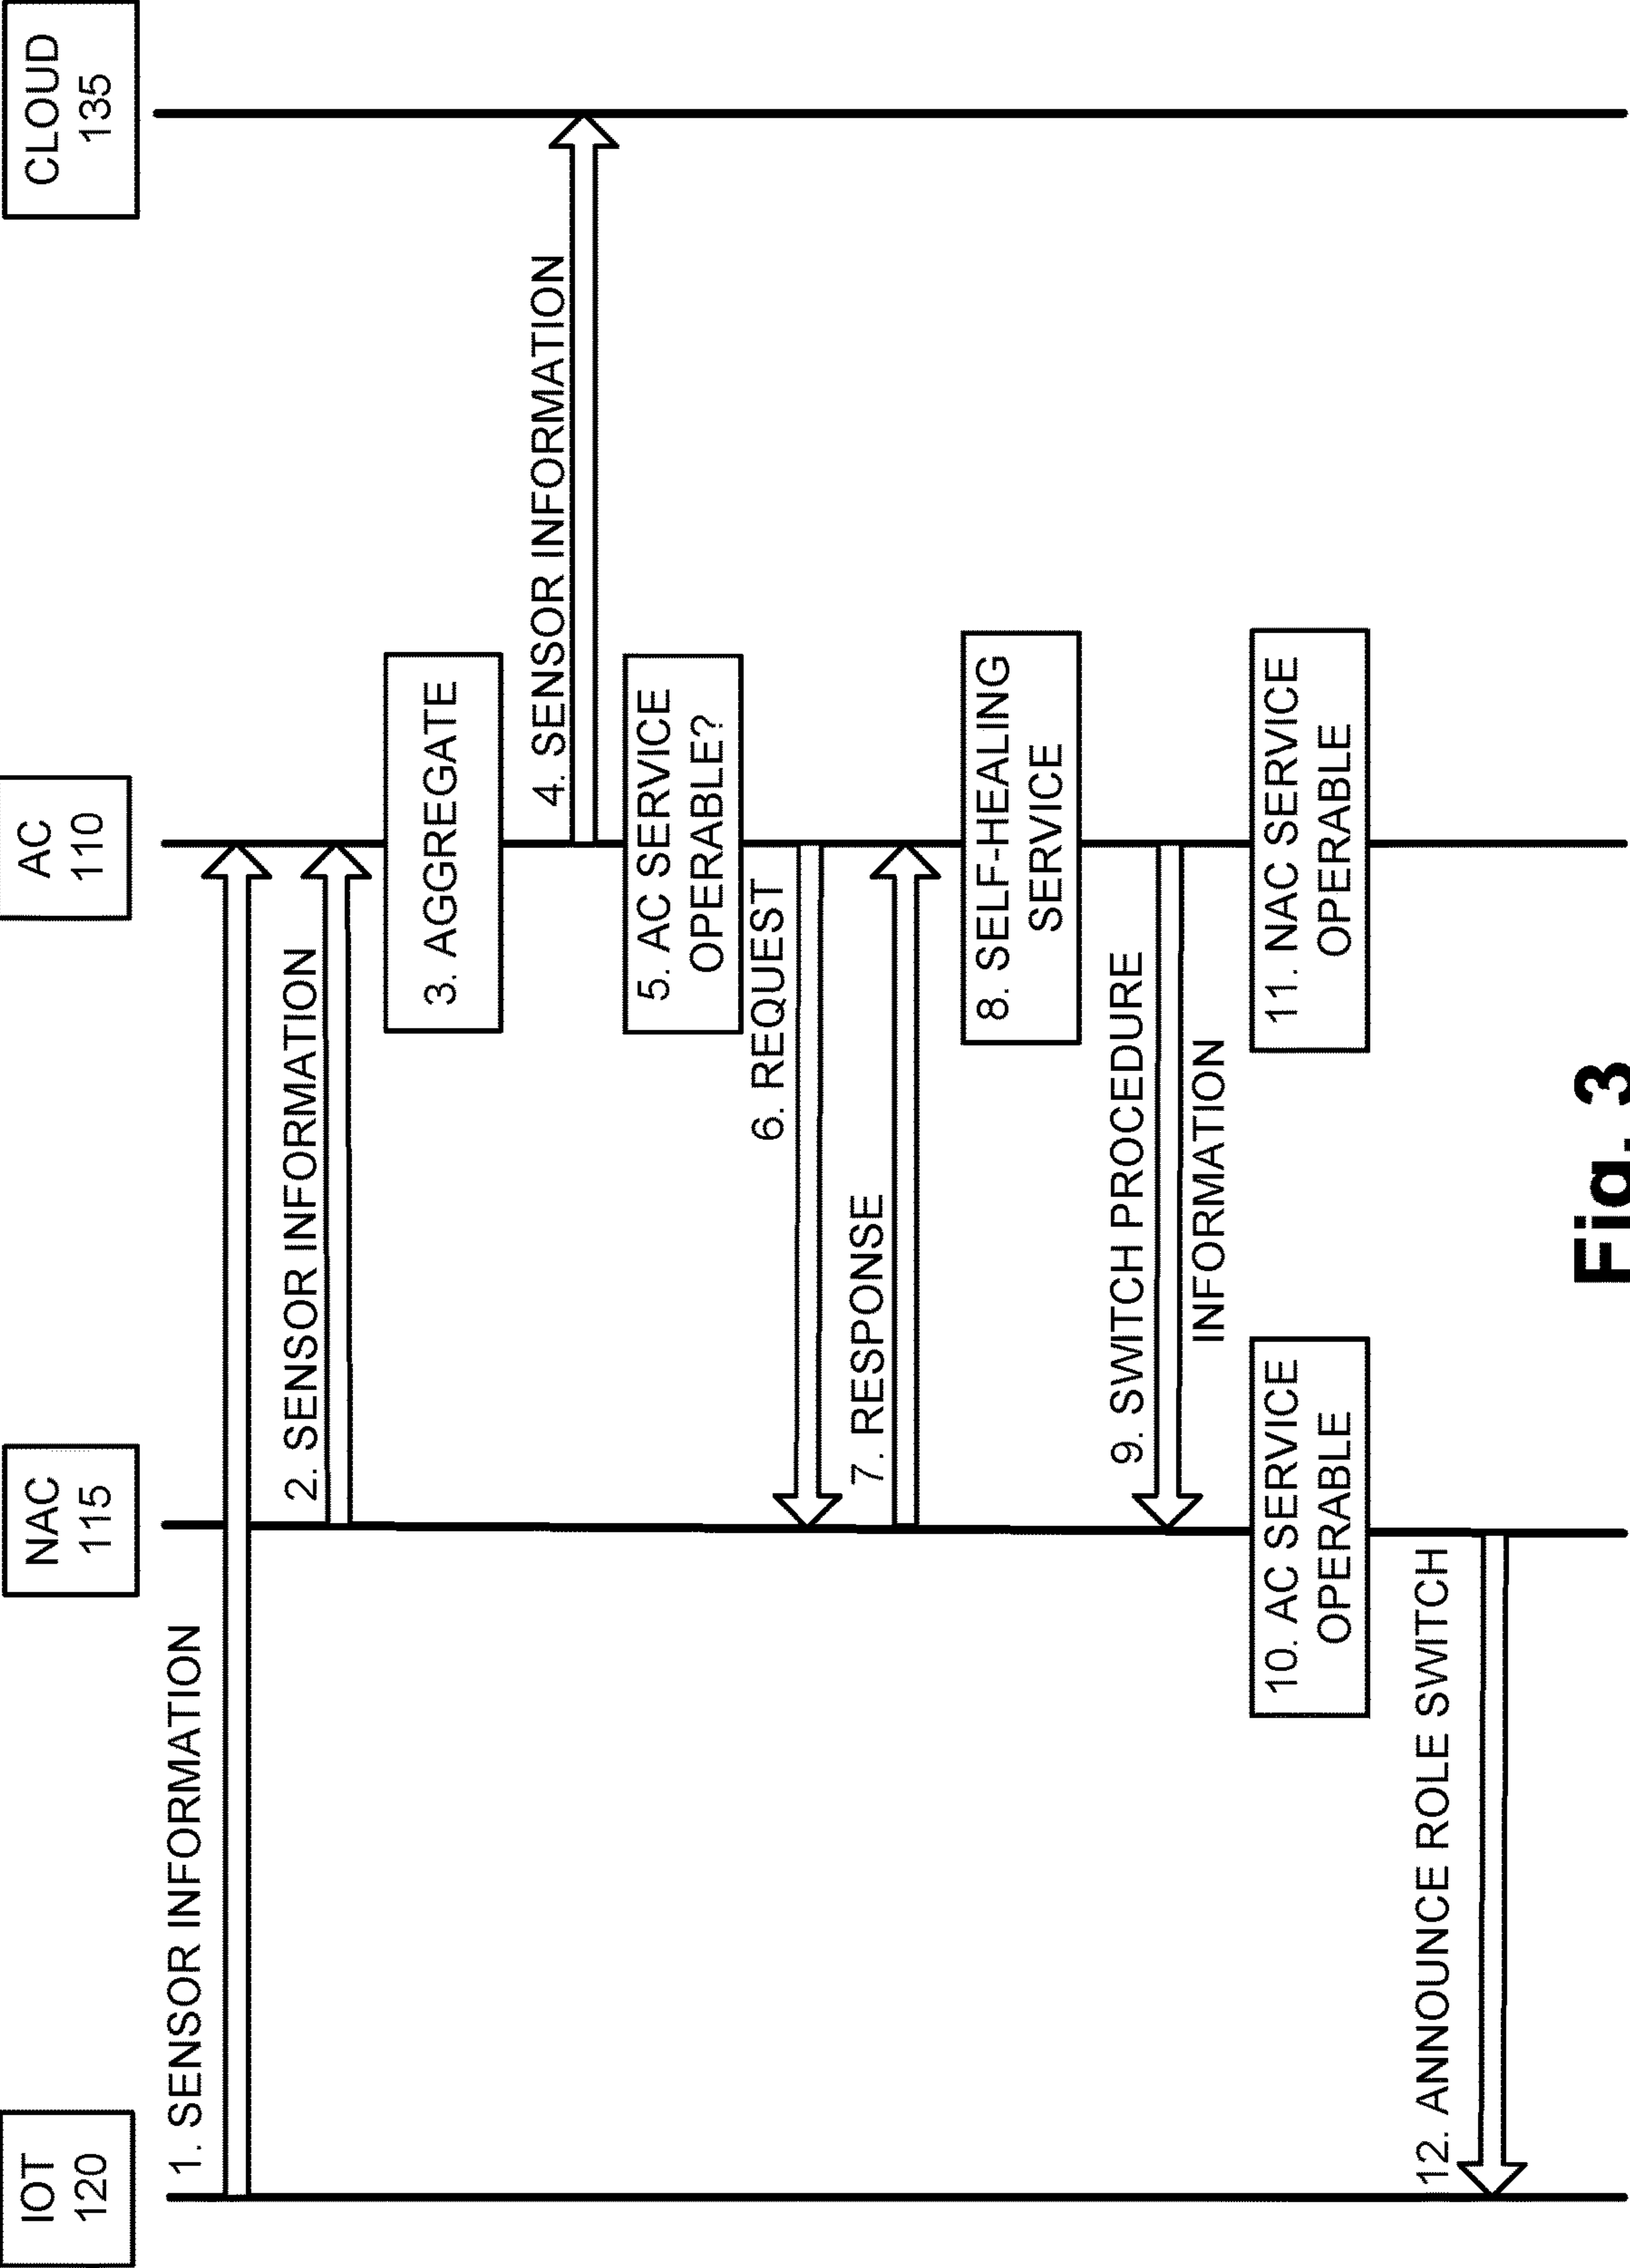 IOT
120
NAC
115
AC
110
CLOUD
135
1. SENSOR INFORMATION
2. SENSOR INFORMATION
3. AGGREGATE
4. SENSOR INFORMATION
5. AC SERVICE
OPERABLE?
6. REQUEST
7. RESPONSE
8. SELF-HEALING
SERVICE
9. SWITCH PROCEDURE
INFORMATION
10. AC SERVICE
OPERABLE
11. NAC SERVICE
OPERABLE
12. ANNOUNCE ROLE SWITCH
Fig. 3